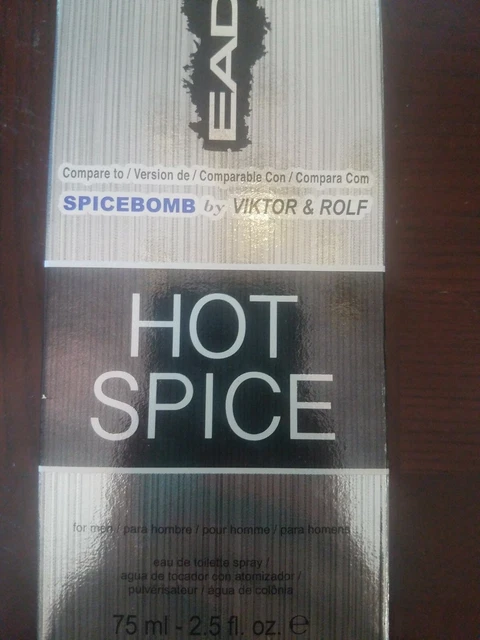 EAD
Compare to / Version de / Comparable Con / Compara Com
SPICEBOMB by VIKTOR & ROLF
HOT
SPICE
for men / para hombre / pour homme / para homens
eau de toilette spray /
agua de tocador con atomizador /
pulvérisateur / agua de colônia
75 ml - 2.5 fl. oz. ℮